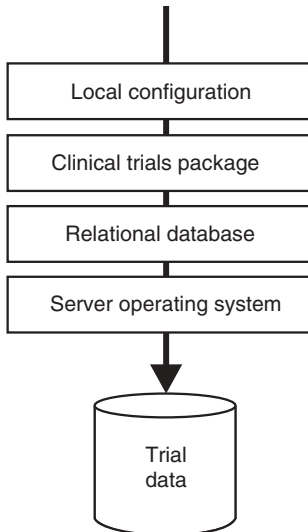 Local configuration
Clinical trials package
Relational database
Server operating system
Trial
data